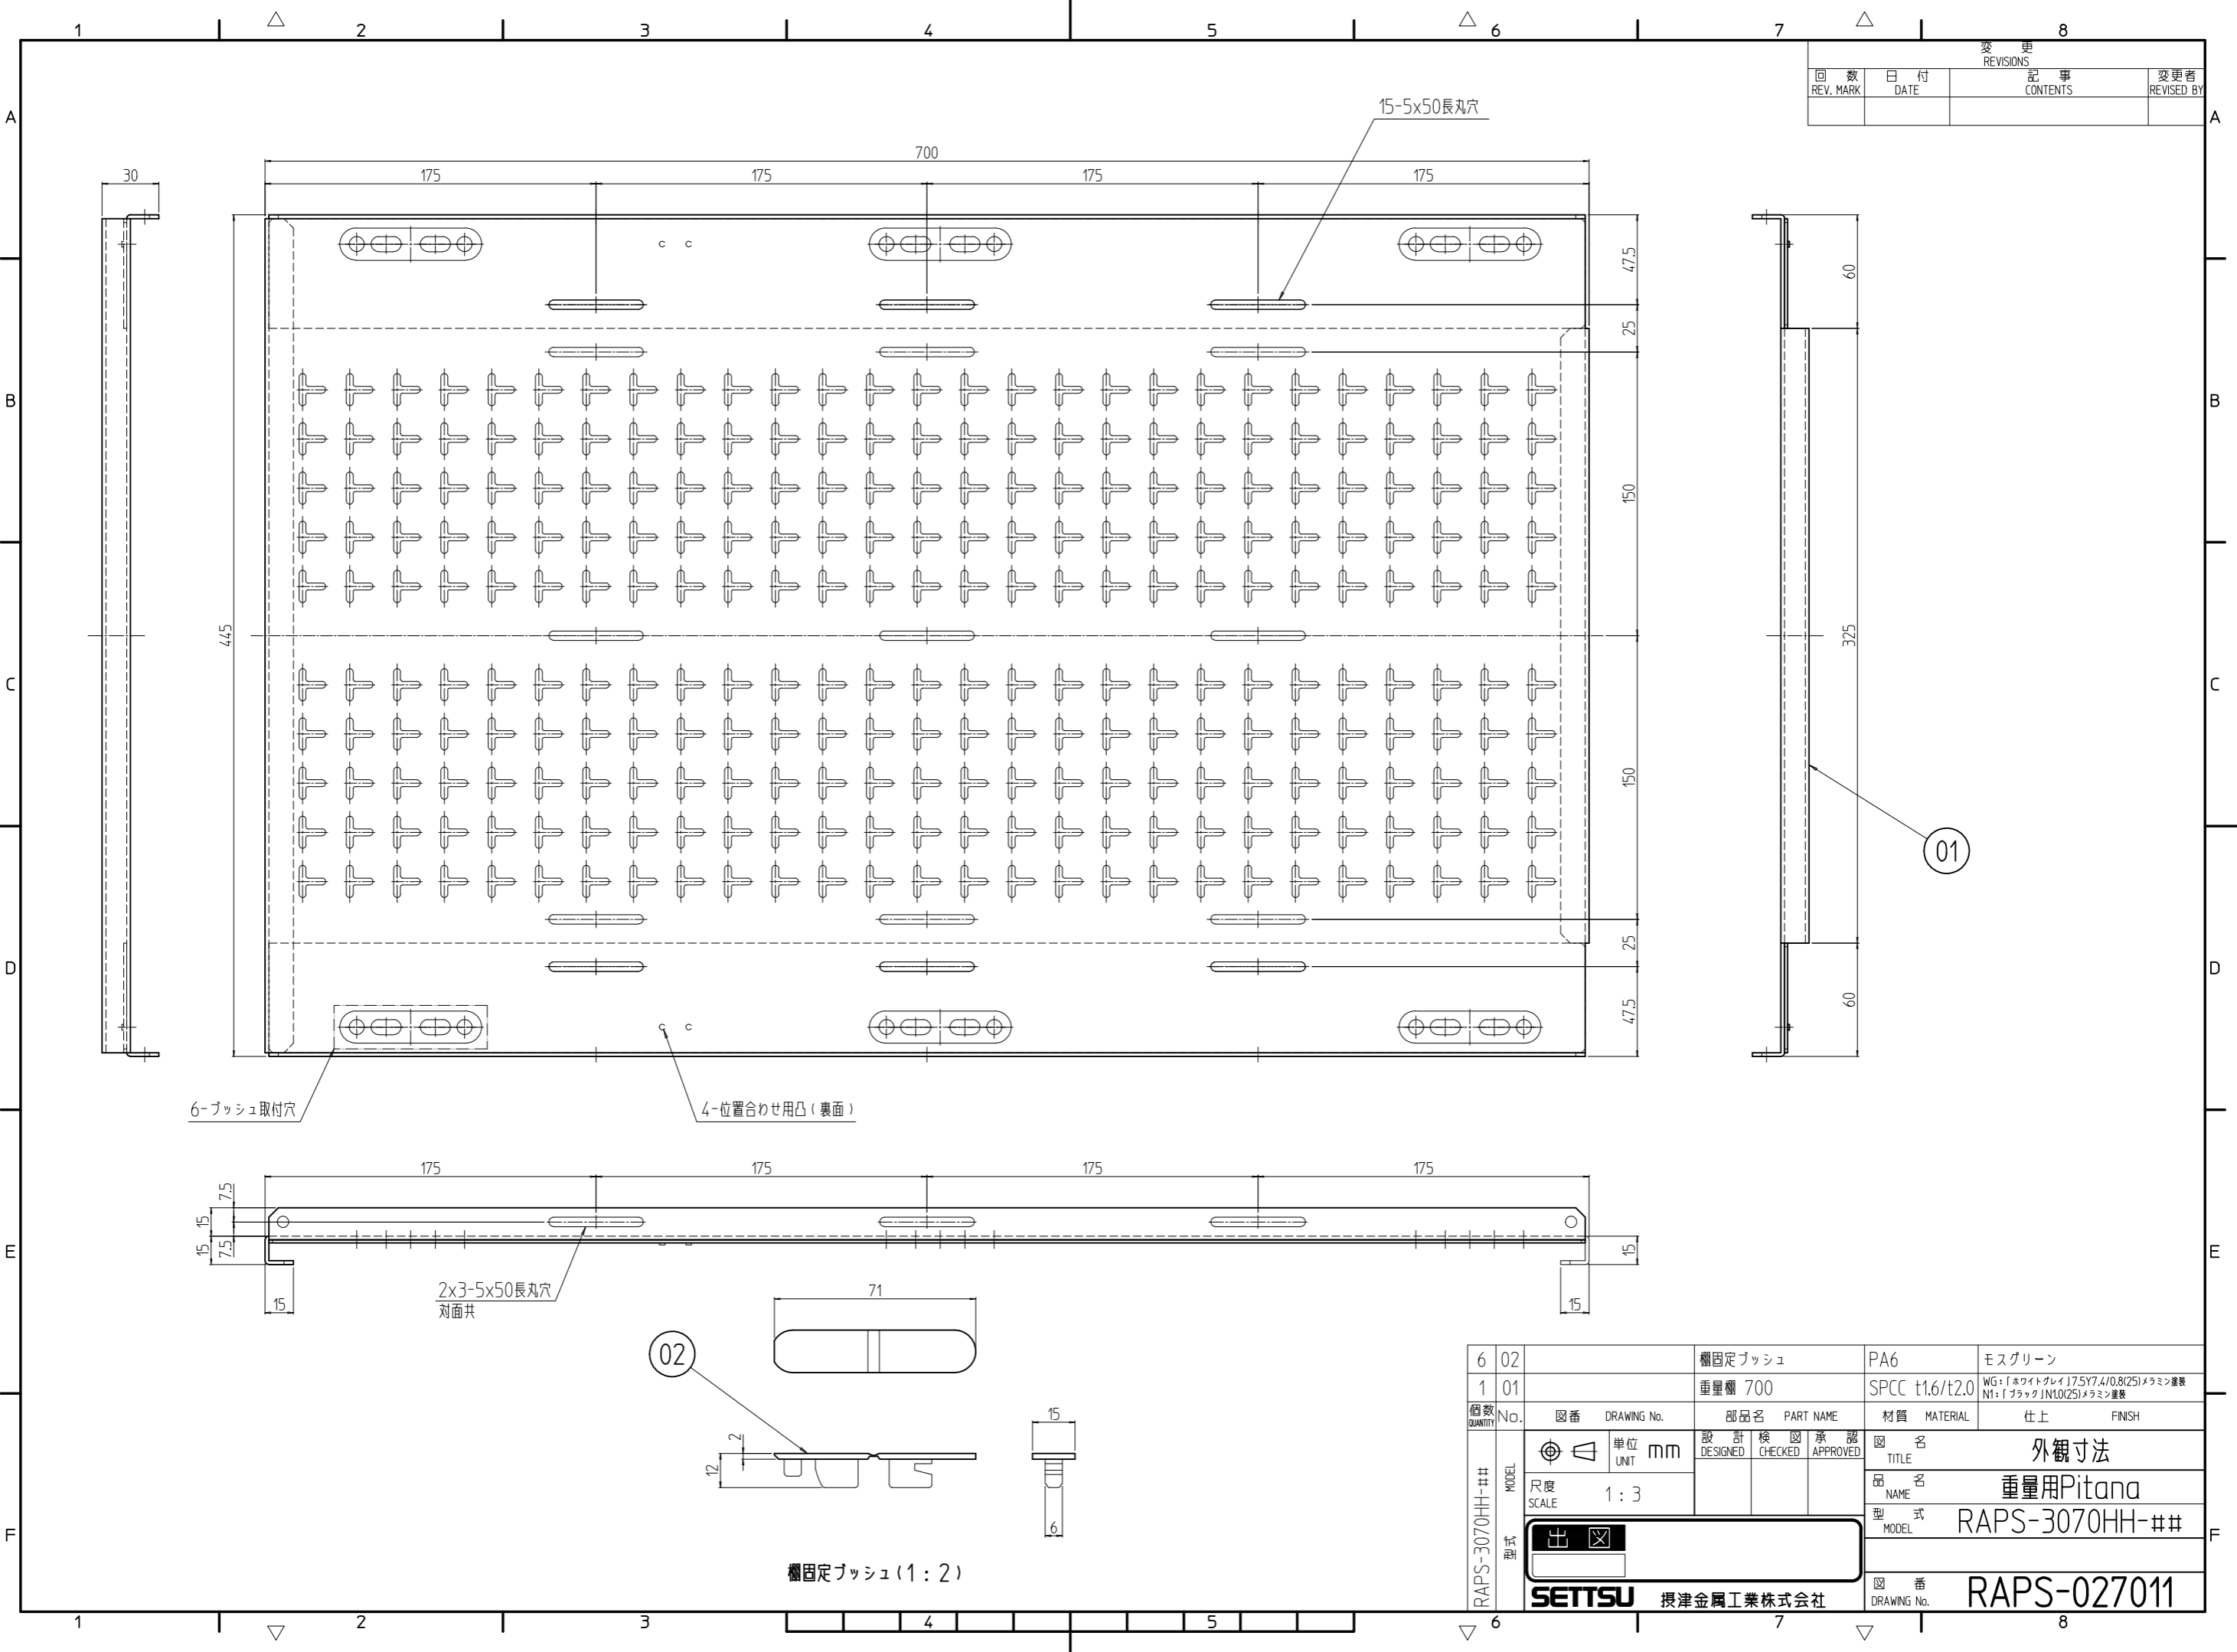 1 2 3 4 5 6 7 8
変 更
REVISIONS
回 数 日 付 記 事 変更者
REV. MARK DATE CONTENTS REVISED BY
A A
15-5x50長丸穴
700
30 175 175 175 175
47.5 60
25
B B
150
445 325
C C
150
01
25
D D
47.5 60
6-ブッシュ取付穴
4-位置合わせ用凸(裏面)
175 175 175 175
7.5
15
7.5
15
15
E E
15 15
2x3-5x50長丸穴
対面共
71
02
15
2
12
6
棚固定ブッシュ(1:2)
F F
6 02 棚固定ブッシュ PA6 モスグリーン
1 01 重量棚 700 SPCC t1.6/t2.0 WG:「ホワイトグレイ」7.5Y7.4/0.8(25)メラミン塗装
N1:「ブラック」N1.0(25)メラミン塗装
個数 No. 図番 DRAWING No. 部品名 PART NAME 材質 MATERIAL 仕上 FINISH
QUANTITY
RAPS-3070HH-##
型式 MODEL
単位 mm
UNIT
設 計 検 図 承 認
DESIGNED CHECKED APPROVED
尺度 1:3
SCALE
出 図
SETTSU 摂津金属工業株式会社
図 名 外観寸法
TITLE
品 名 重量用Pitana
NAME
型 式 RAPS-3070HH-##
MODEL
図 番 RAPS-027011
DRAWING No.
1 2 3 4 5 6 7 8